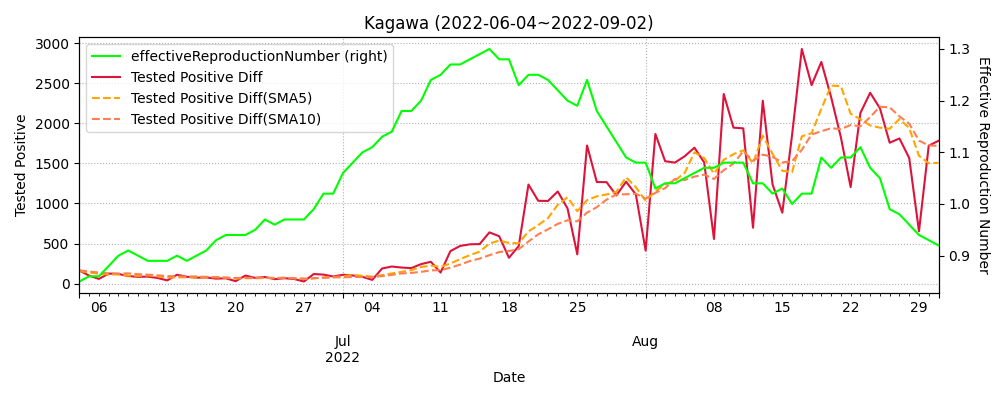 Kagawa (2022-06-04~2022-09-02)
effectiveReproductionNumber (right)
Tested Positive Diff
Tested Positive Diff(SMA5)
Tested Positive Diff(SMA10)
Tested Positive
3000
2500
2000
1500
1000
500
0
Effective Reproduction Number
1.3
1.2
1.1
1.0
0.9
06 13 20 27 04 11 18 25 08 15 22 29
Jul Aug
2022
Date